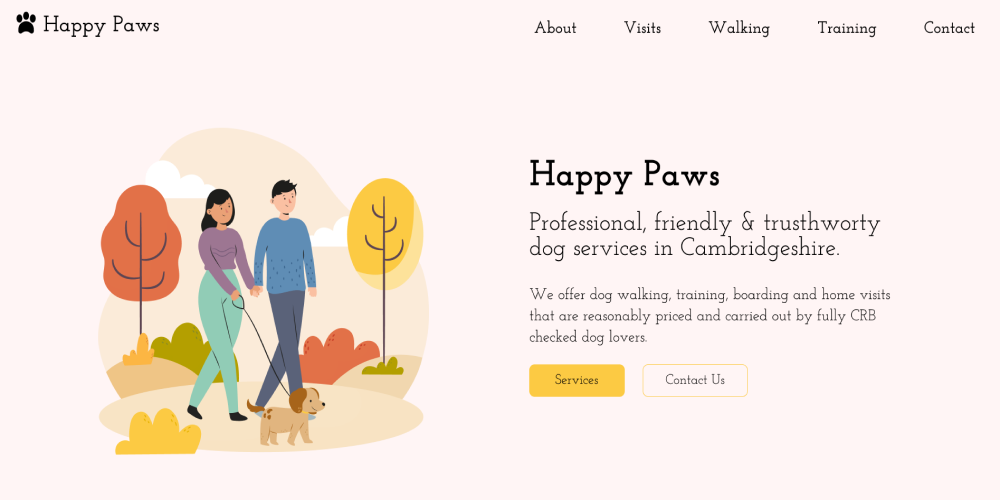 Happy Paws
About Visits Walking Training Contact
Happy Paws
Professional, friendly & trusthworty
dog services in Cambridgeshire.
We offer dog walking, training, boarding and home visits
that are reasonably priced and carried out by fully CRB
checked dog lovers.
Services Contact Us